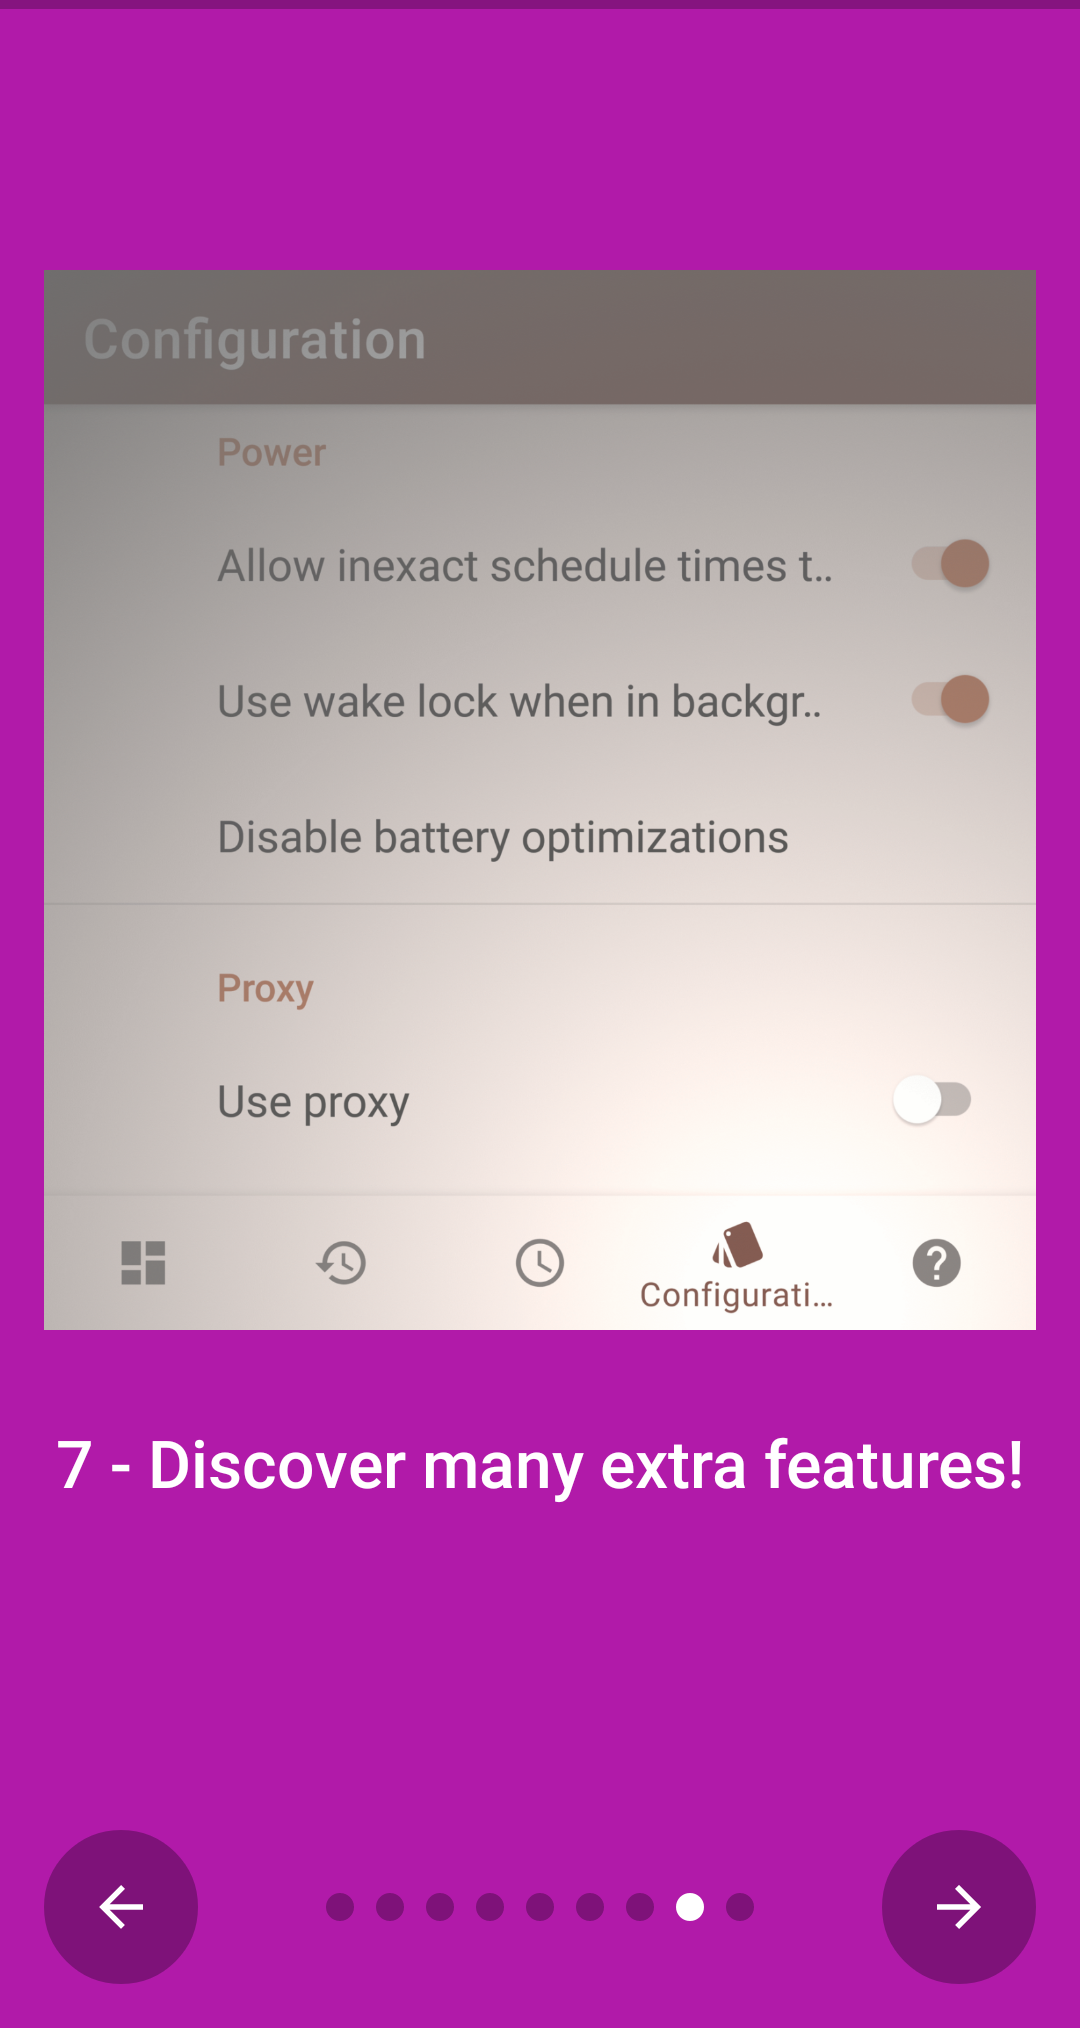 Configuration
Power
Allow inexact schedule times t..
Use wake lock when in backgr..
Disable battery optimizations
Proxy
Use proxy
Configurati...
7 - Discover many extra features!